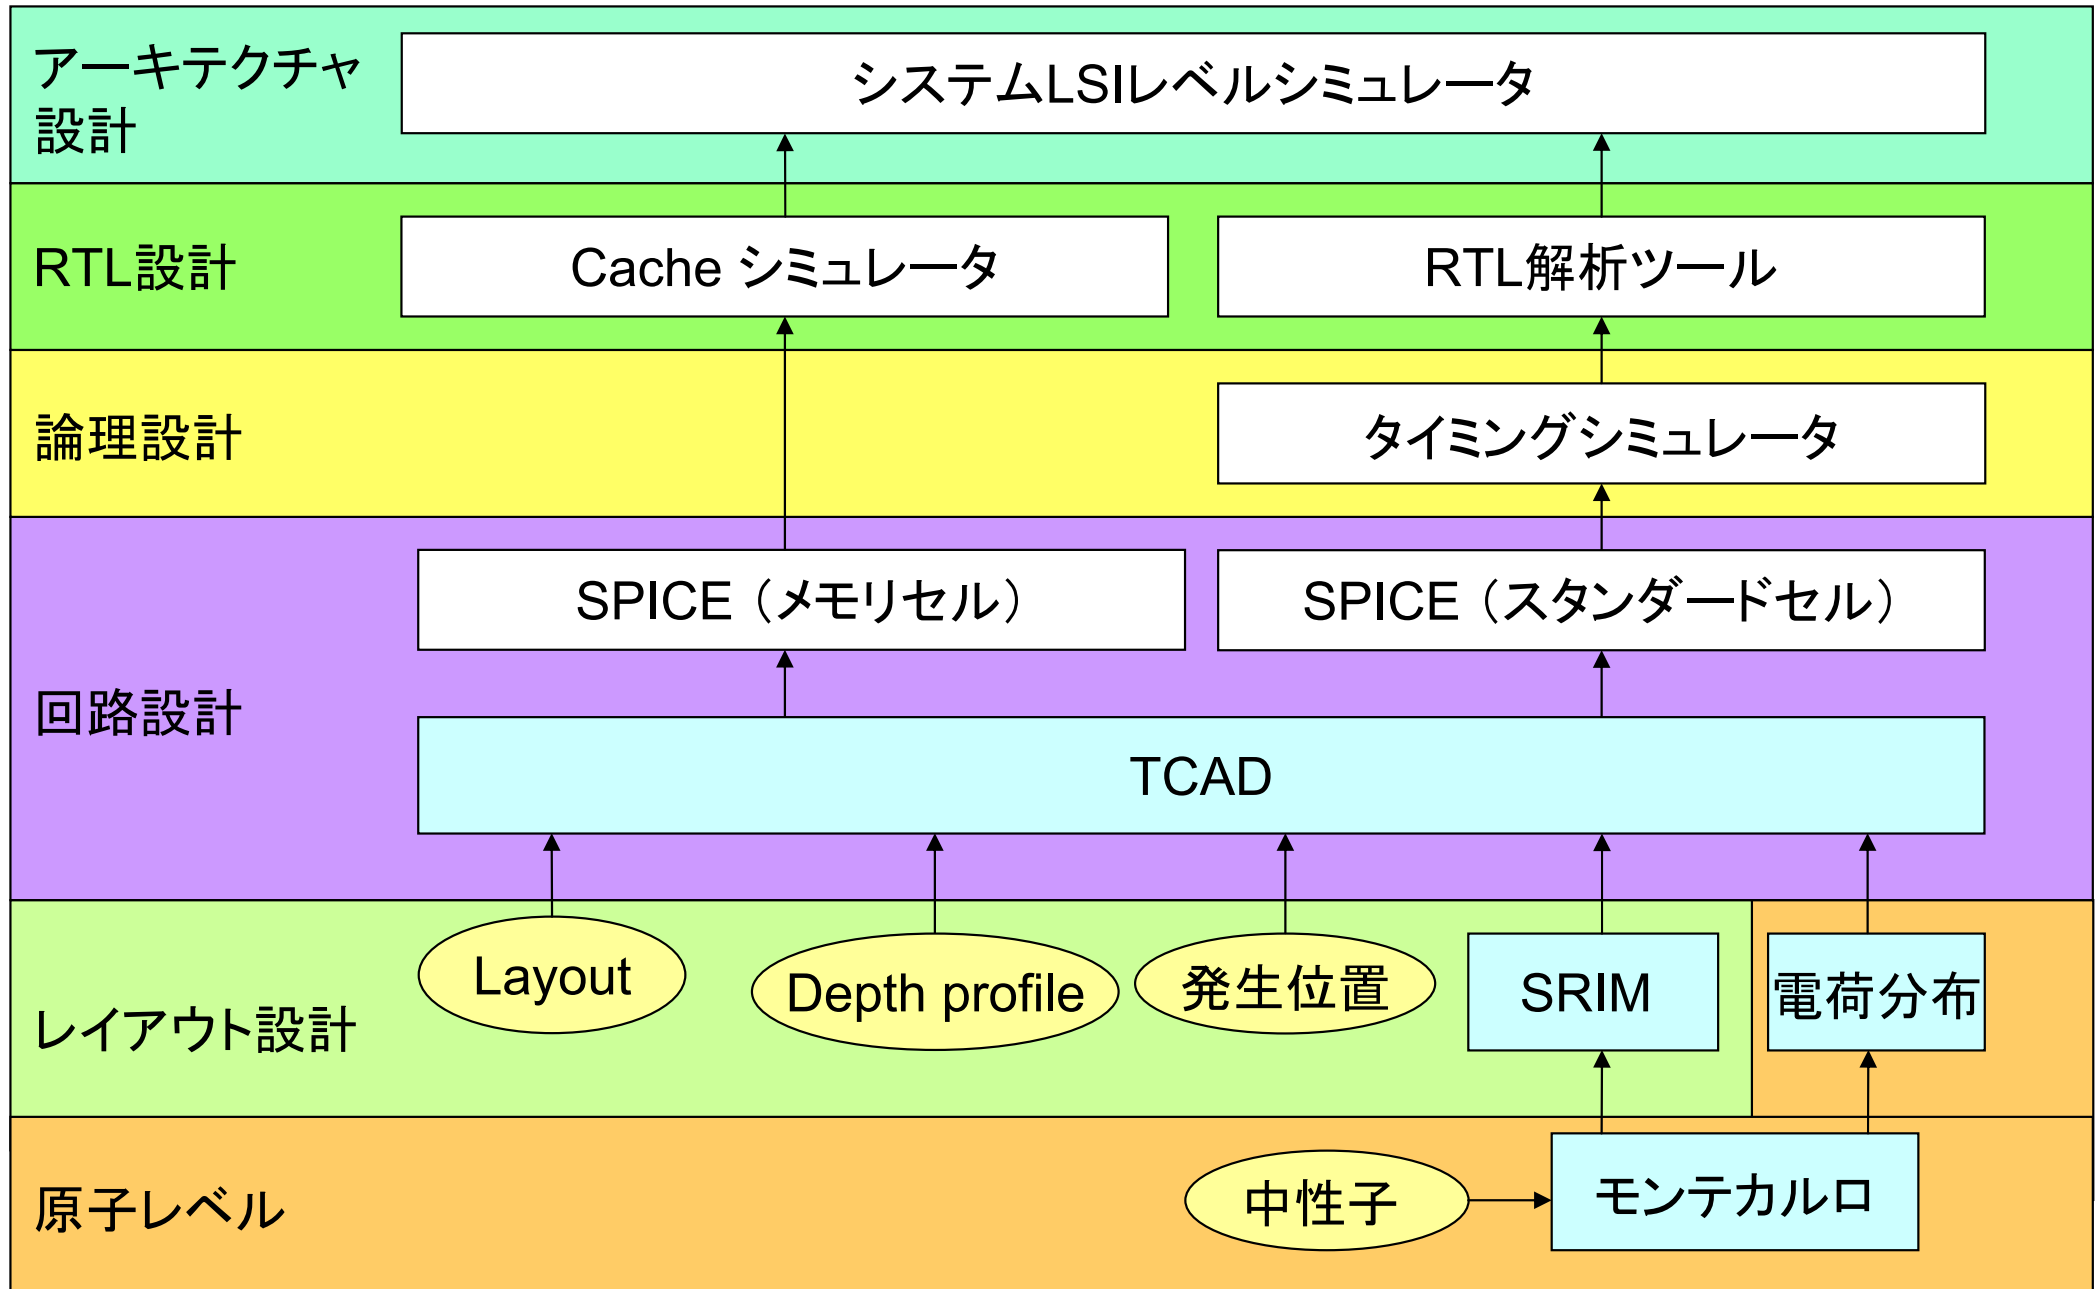 アーキテクチャ
設計
システムLSIレベルシミュレータ
RTL設計
Cache シミュレータ
RTL解析ツール
論理設計
タイミングシミュレータ
回路設計
SPICE（メモリセル）
SPICE（スタンダードセル）
TCAD
レイアウト設計
Layout
Depth profile
発生位置
SRIM
電荷分布
原子レベル
中性子
モンテカルロ